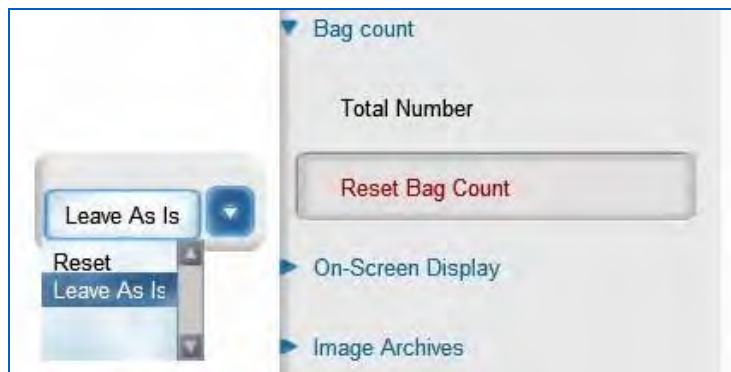 Bag count
Total Number
Reset Bag Count
Leave As Is
Reset
Leave As Is
On-Screen Display
Image Archives